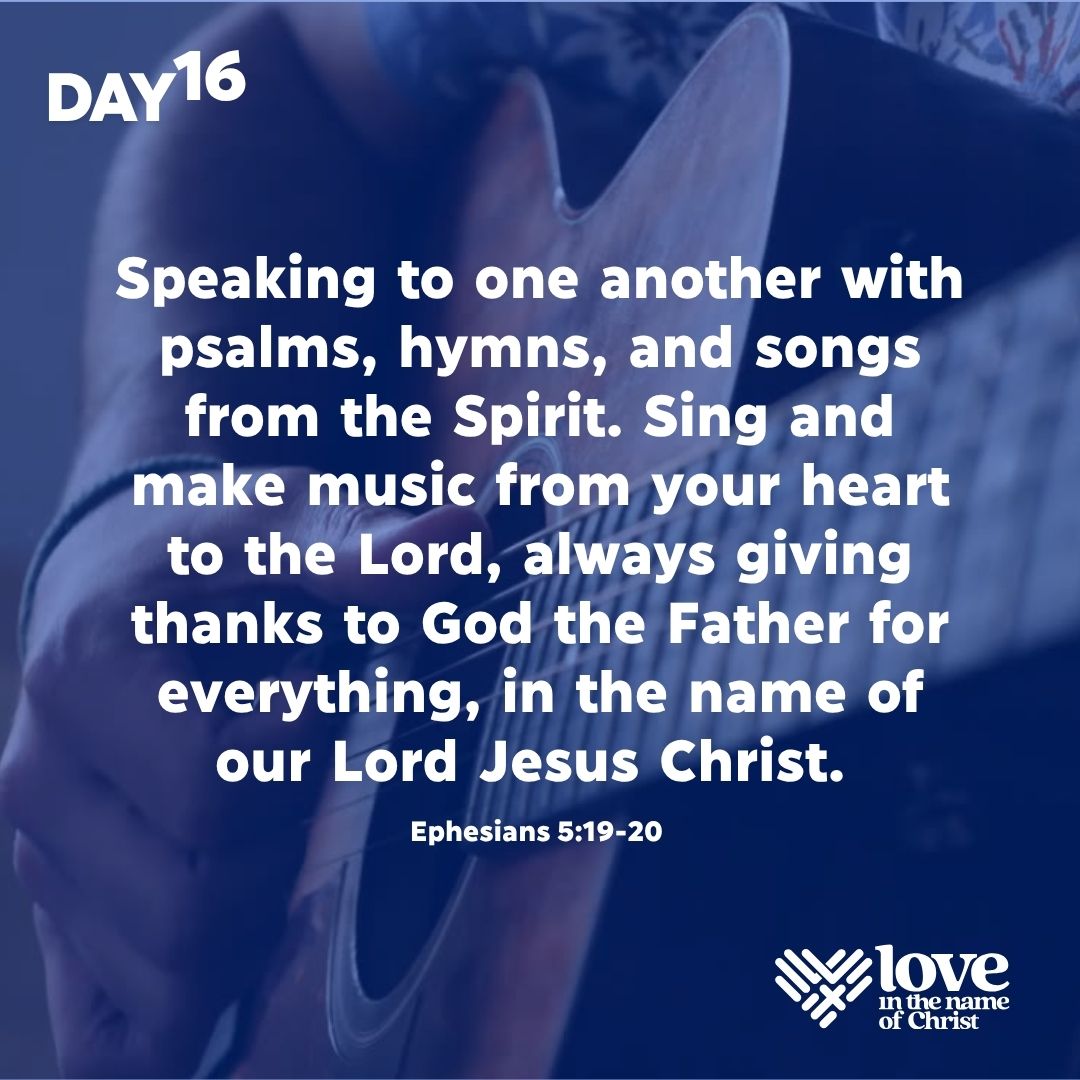 DAY16
Speaking to one another with
psalms, hymns, and songs
from the Spirit. Sing and
make music from your heart
to the Lord, always giving
thanks to God the Father for
everything, in the name of
our Lord Jesus Christ.
Ephesians 5:19-20
love
in the name
of Christ